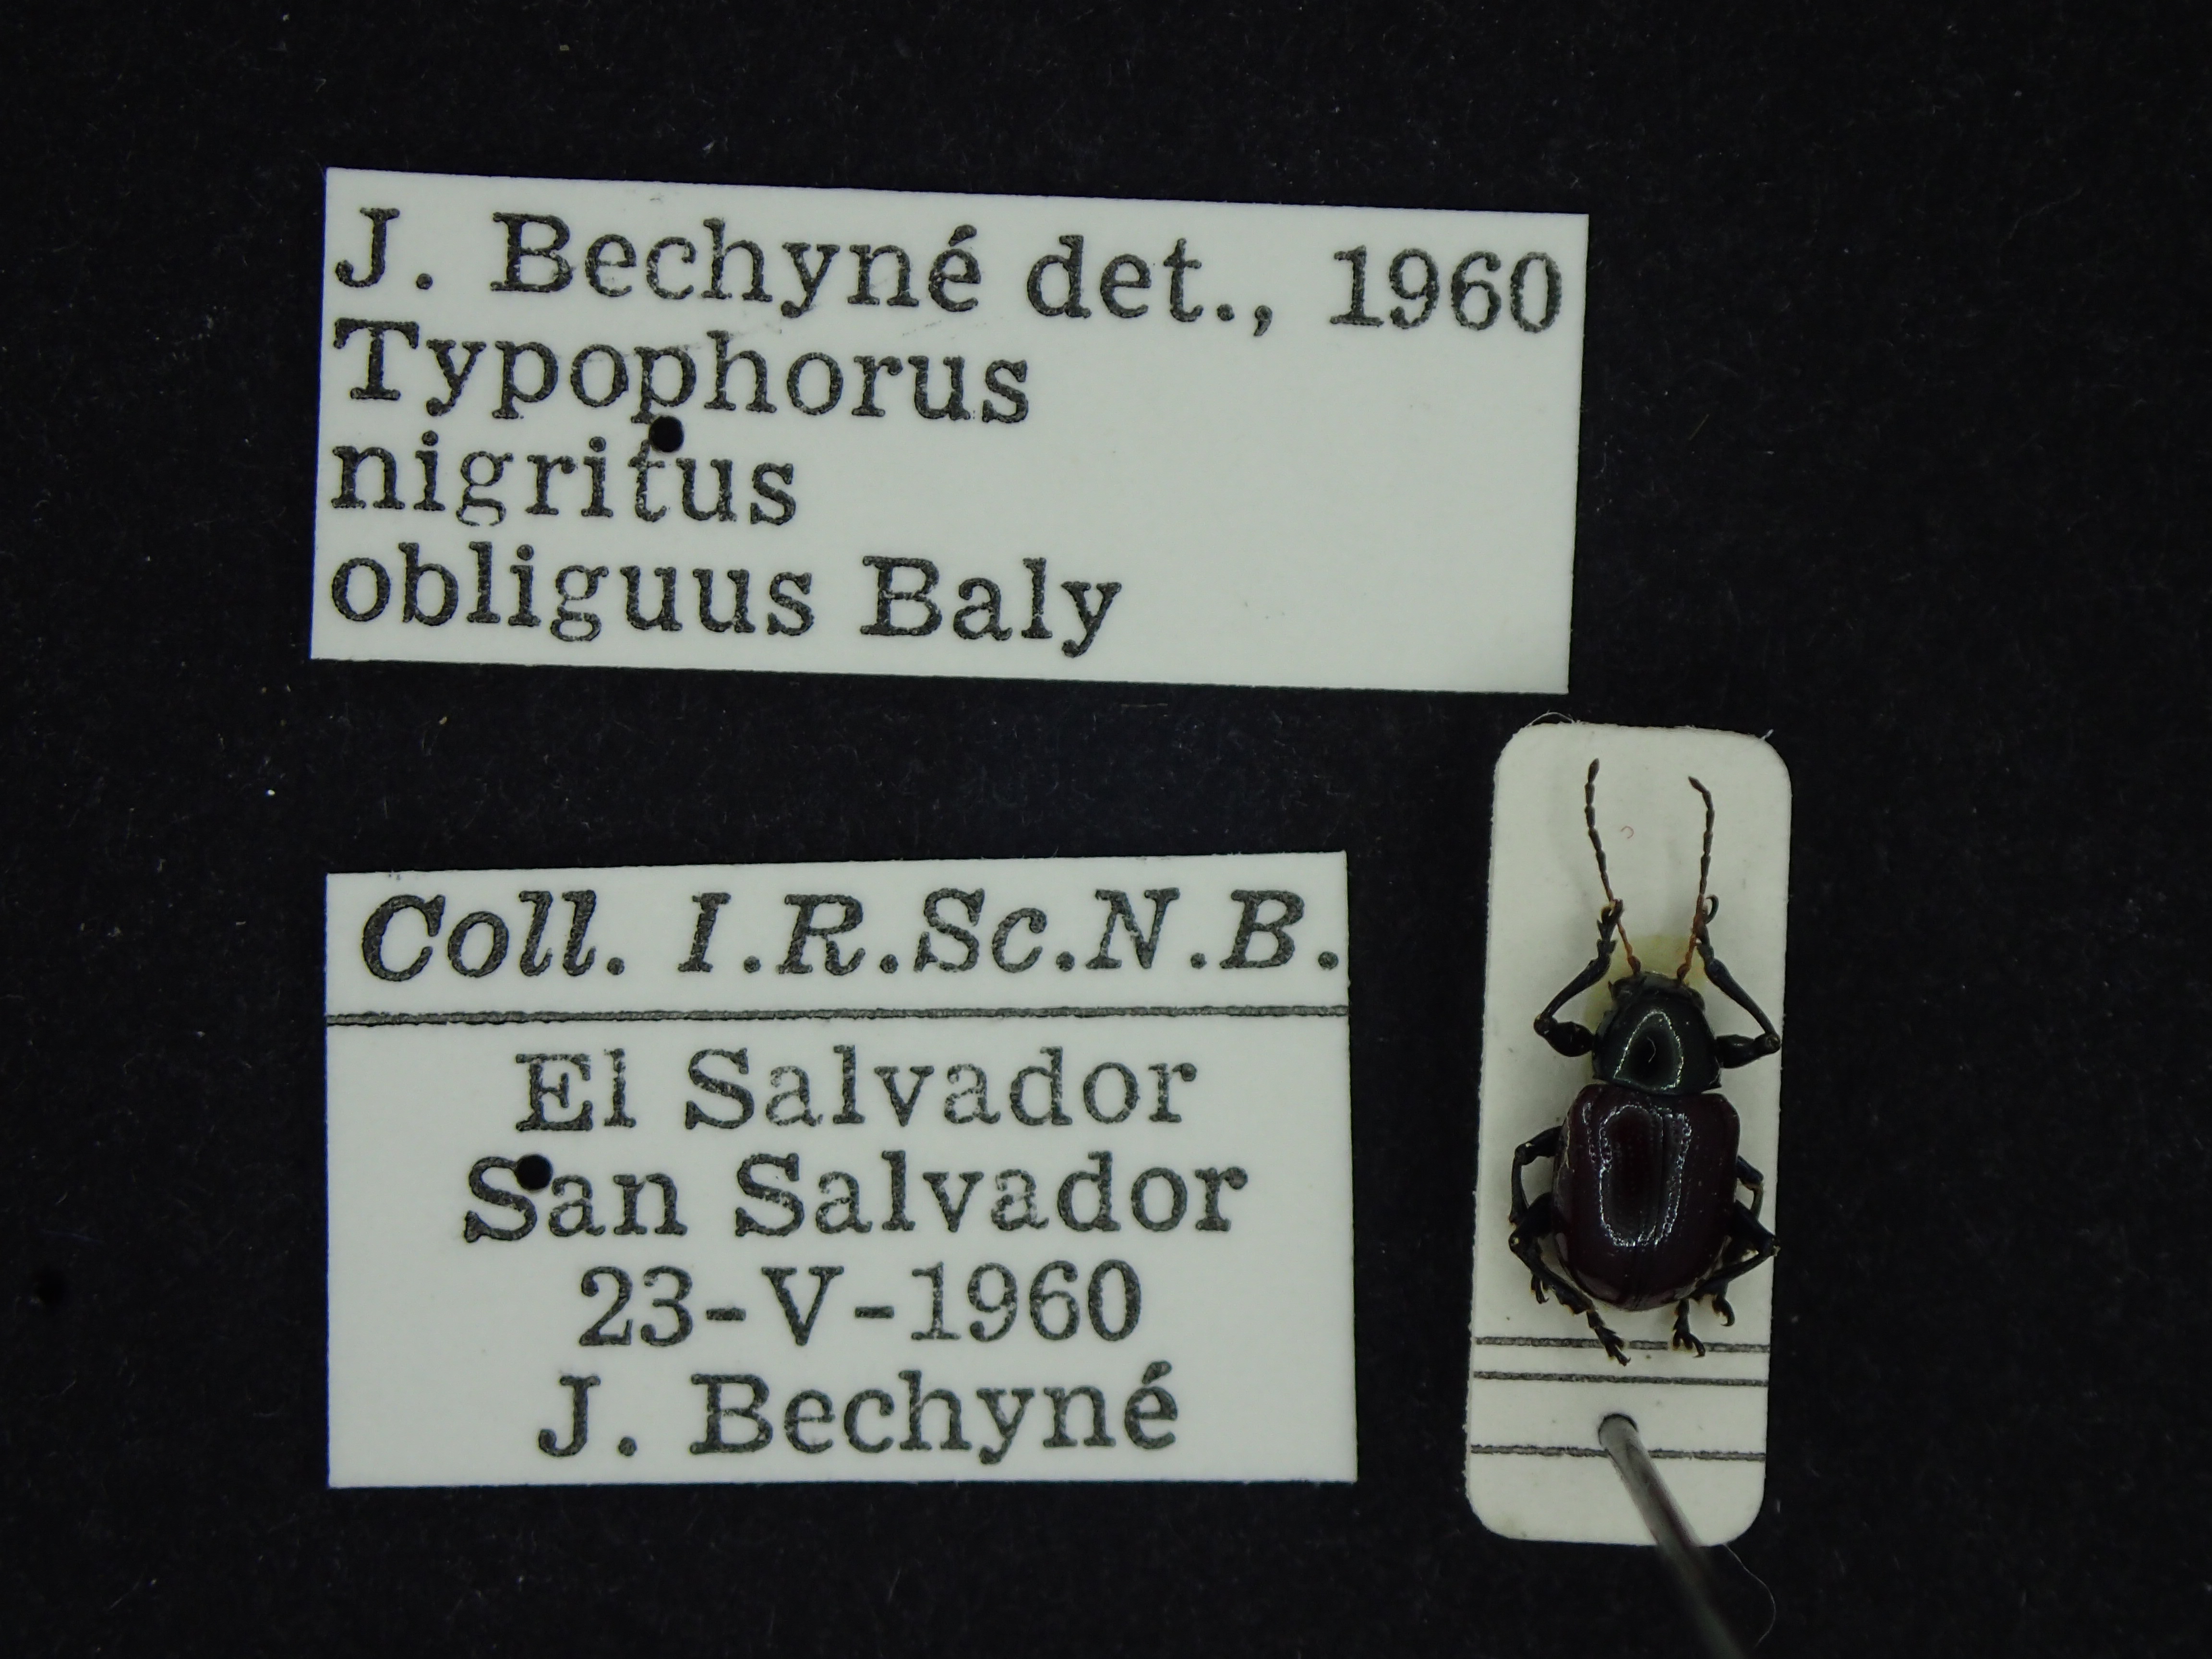 J. Bechyné det., 1960
Typophorus
nigritus
obliguus Baly
Coll. I.R.Sc.N.B.
El Salvador
San Salvador
23-V-1960
J. Bechyné